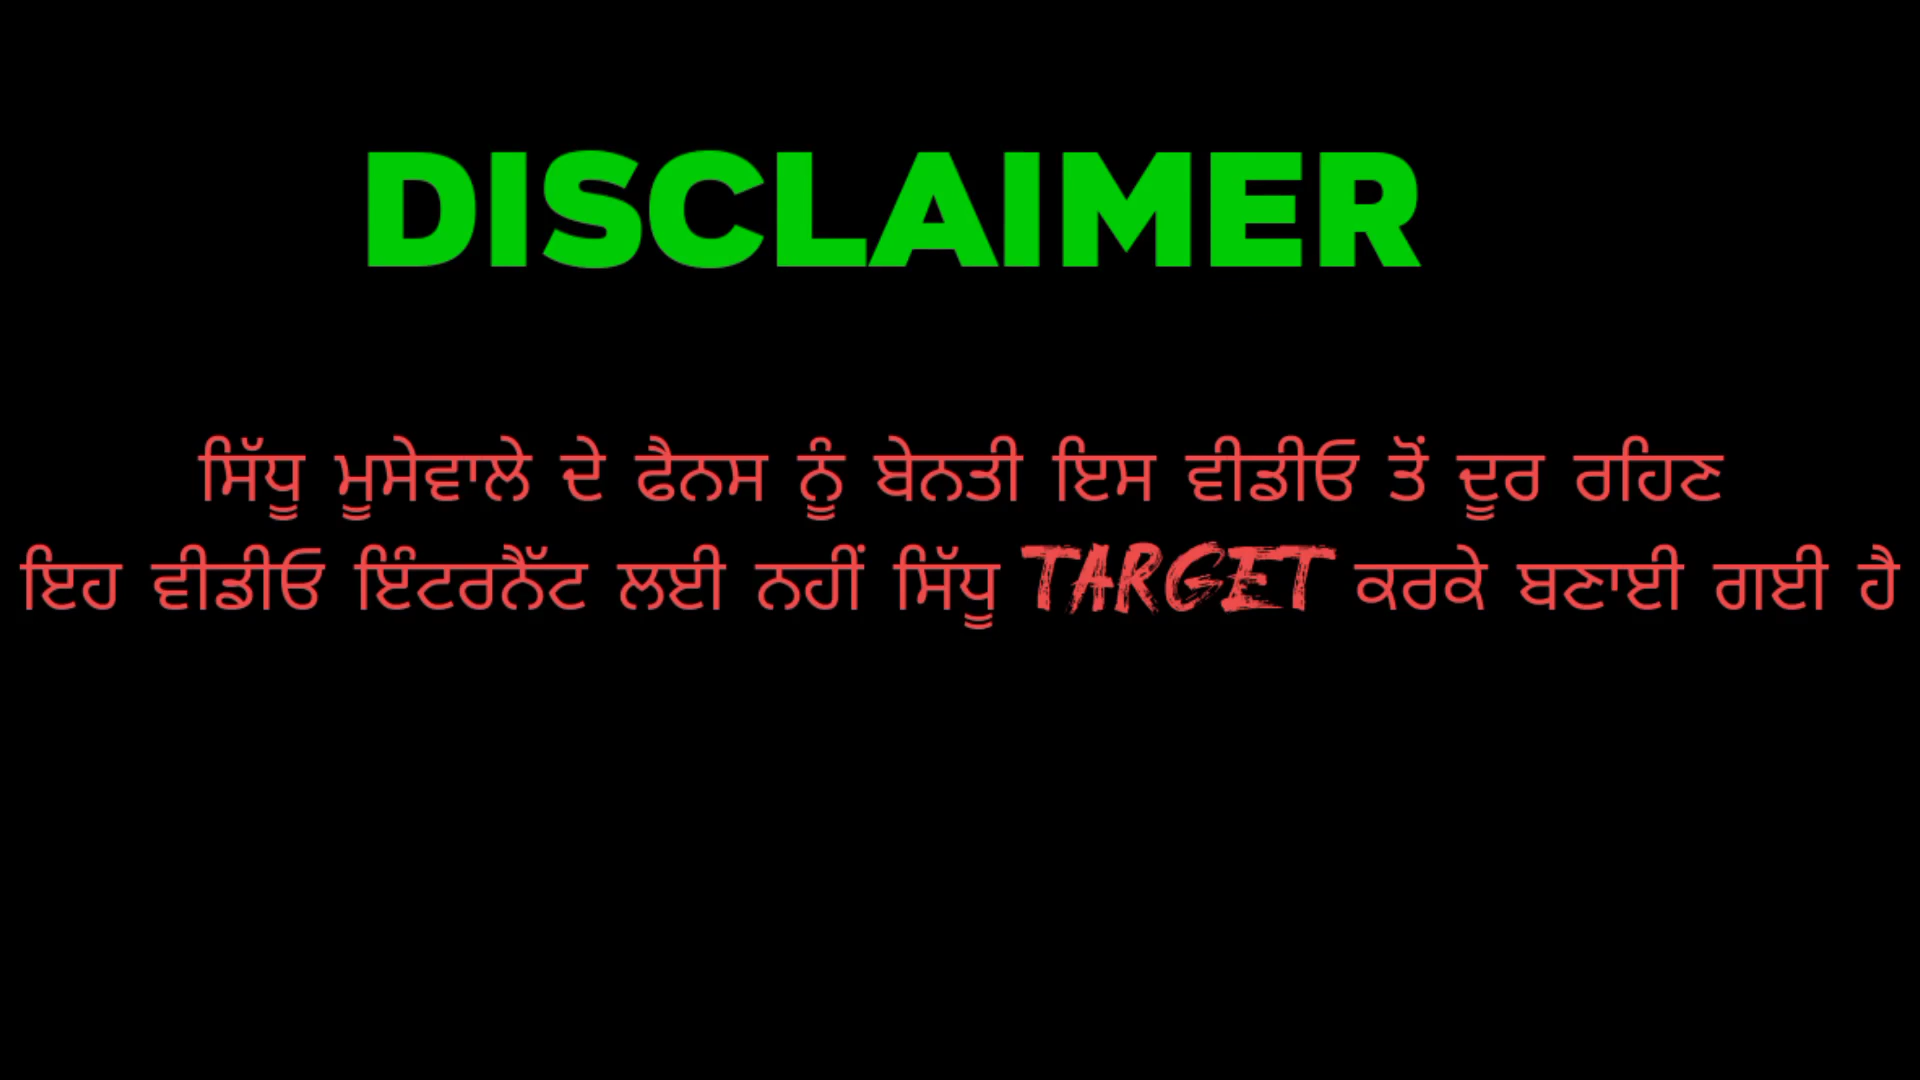 DISCLAIMER
ਸਿੱਧੂ ਮੂਸੇਵਾਲੇ ਦੇ ਫੈਨਸ ਨੂੰ ਬੇਨਤੀ ਇਸ ਵੀਡੀਓ ਤੋਂ ਦੂਰ ਰਹਿਣ
ਇਹ ਵੀਡੀਓ ਇੰਟਰਨੈੱਟ ਲਈ ਨਹੀਂ ਸਿੱਧੂ TARGET ਕਰਕੇ ਬਣਾਈ ਗਈ ਹੈ